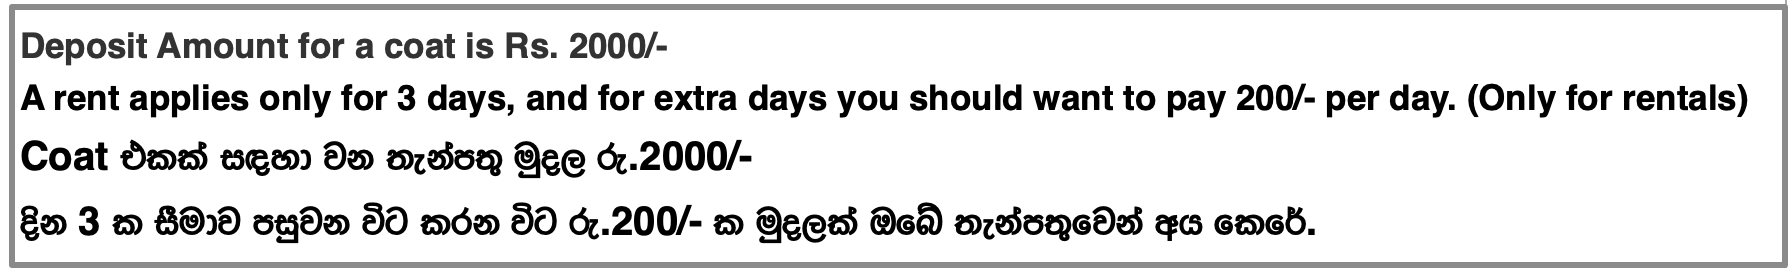 Deposit Amount for a coat is Rs. 2000/-
A rent applies only for 3 days, and for extra days you should want to pay 200/- per day. (Only for rentals)
Coat එකක් සඳහා වන තැන්පතු මුදල රු.2000/-
දින 3 ක සීමාව පසුවන විට කරන විට රු.200/- ක මුදලක් ඔබේ තැන්පතුවෙන් අය කෙරේ.